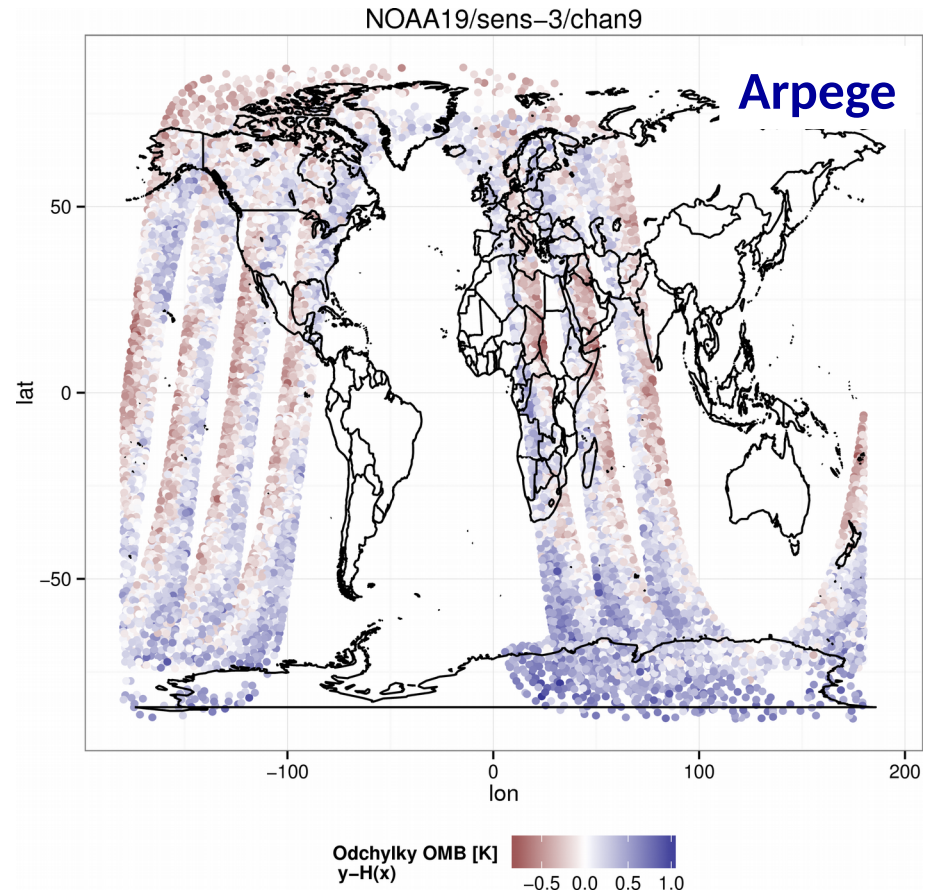 NOAA19/sens−3/chan9
Arpege
50
0
−50
lat
−100 0 100 200
lon
Odchylky OMB [K]
y−H(x)
−0.5 0.0 0.5 1.0